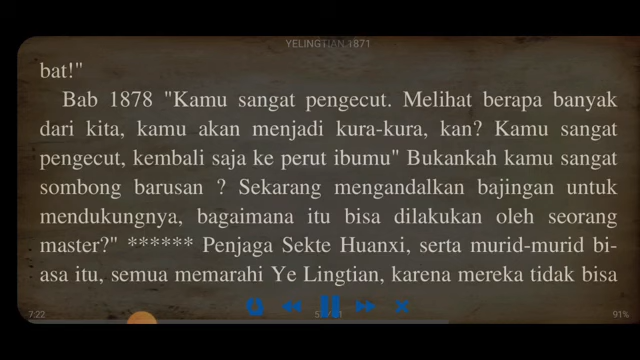 YELINGTIAN 1871
bat!"
Bab 1878 "Kamu sangat pengecut. Melihat berapa banyak
dari kita, kamu akan menjadi kura-kura, kan? Kamu sangat
pengecut, kembali saja ke perut ibumu" Bukankah kamu sangat
sombong barusan ? Sekarang mengandalkan bajingan untuk
mendukungnya, bagaimana itu bisa dilakukan oleh seorang
master?" ****** Penjaga Sekte Huanxi, serta murid-murid bi-
asa itu, semua memarahi Ye Lingtian, karena mereka tidak bisa
7:22
91%